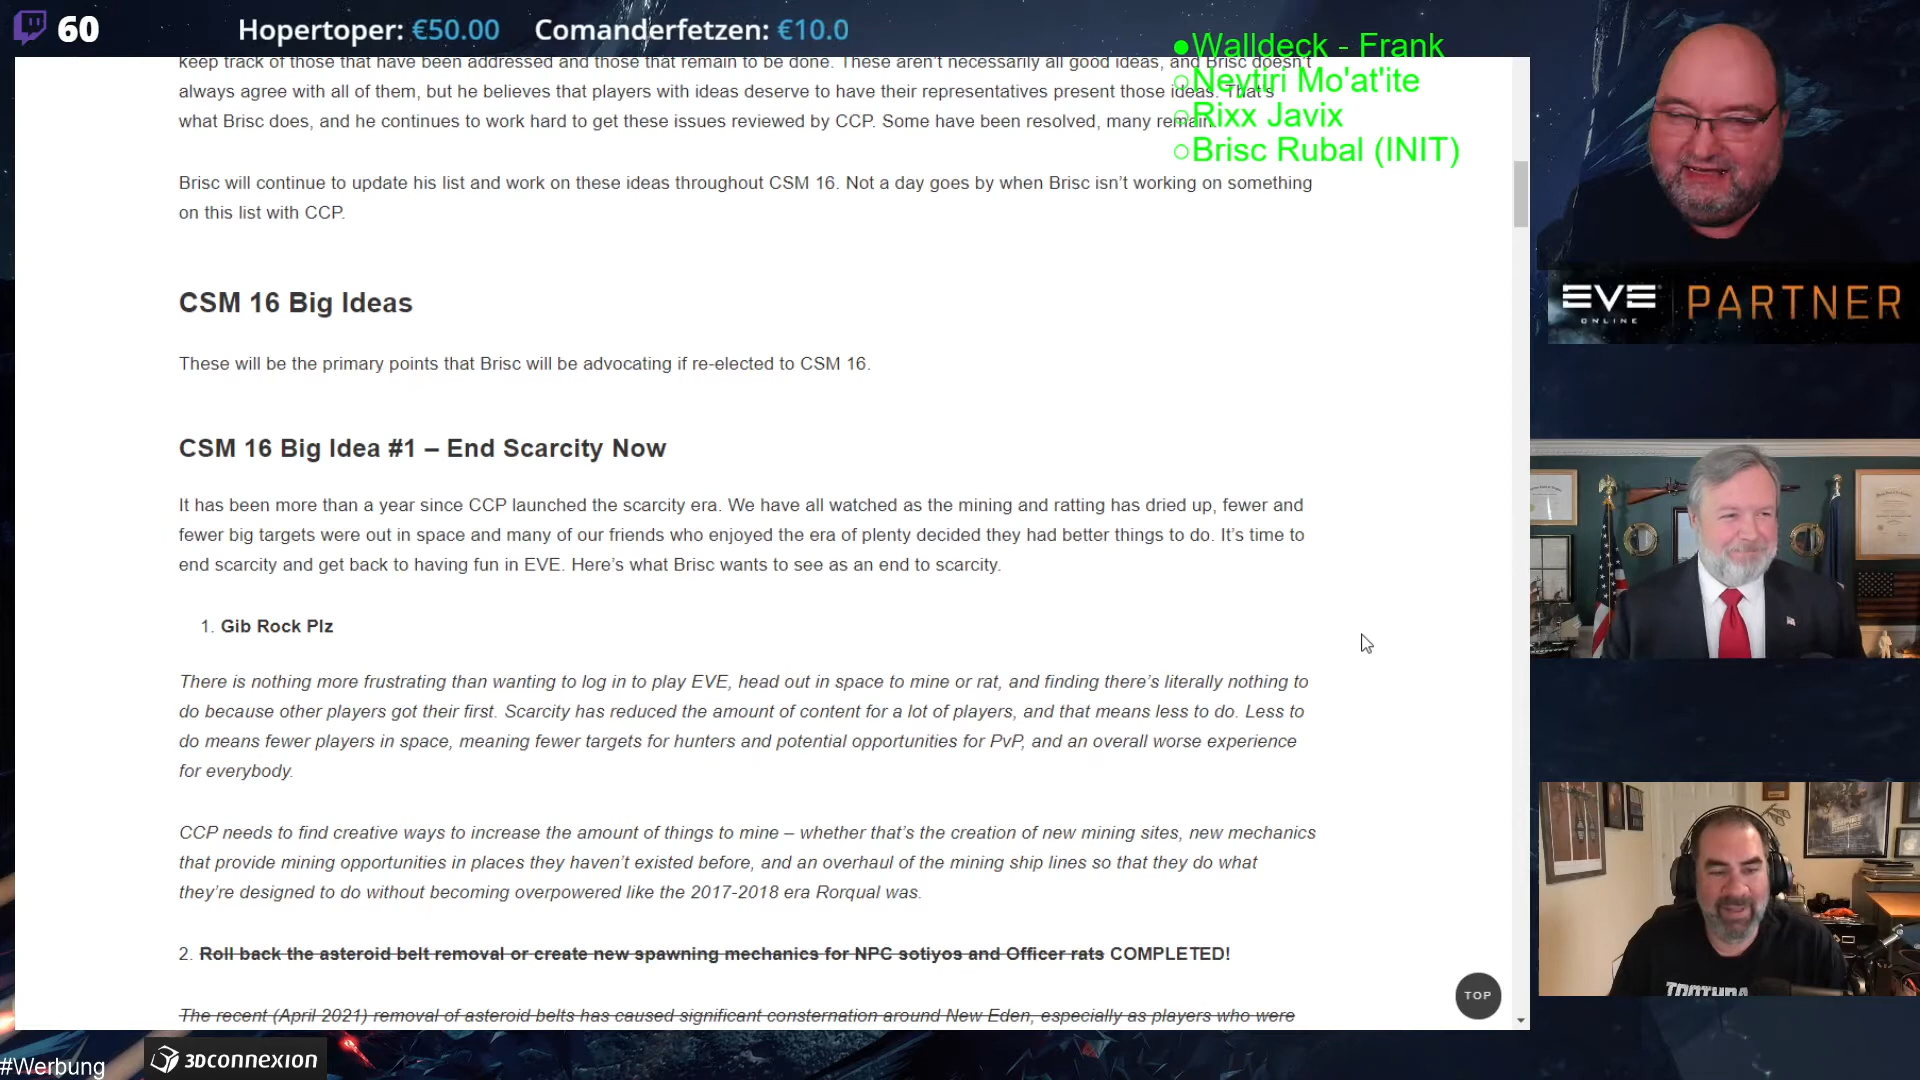 60
Hopertoper: €50.00 Comanderfetzen: €10.0
Walldeck - Frank
Neytiri Mo'at'ite
Rixx Javix
Brisc Rubal (INIT)
keep track of those that have been addressed and those that remain to be done. These aren't necessarily all good ideas, and Brisc doesn't
always agree with all of them, but he believes that players with ideas deserve to have their representatives present those ideas. That's
what Brisc does, and he continues to work hard to get these issues reviewed by CCP. Some have been resolved, many remain.
Brisc will continue to update his list and work on these ideas throughout CSM 16. Not a day goes by when Brisc isn't working on something
on this list with CCP.
CSM 16 Big Ideas
These will be the primary points that Brisc will be advocating if re-elected to CSM 16.
CSM 16 Big Idea #1 – End Scarcity Now
It has been more than a year since CCP launched the scarcity era. We have all watched as the mining and ratting has dried up, fewer and
fewer big targets were out in space and many of our friends who enjoyed the era of plenty decided they had better things to do. It's time to
end scarcity and get back to having fun in EVE. Here's what Brisc wants to see as an end to scarcity.
1. Gib Rock Plz
There is nothing more frustrating than wanting to log in to play EVE, head out in space to mine or rat, and finding there's literally nothing to
do because other players got their first. Scarcity has reduced the amount of content for a lot of players, and that means less to do. Less to
do means fewer players in space, meaning fewer targets for hunters and potential opportunities for PvP, and an overall worse experience
for everybody.
CCP needs to find creative ways to increase the amount of things to mine – whether that's the creation of new mining sites, new mechanics
that provide mining opportunities in places they haven't existed before, and an overhaul of the mining ship lines so that they do what
they're designed to do without becoming overpowered like the 2017-2018 era Rorqual was.
2. Roll back the asteroid belt removal or create new spawning mechanics for NPC sotiyos and Officer rats COMPLETED!
The recent (April 2021) removal of asteroid belts has caused significant consternation around New Eden, especially as players who were
TOP
EVE ONLINE PARTNER
#Werbung
3DCONNEXION